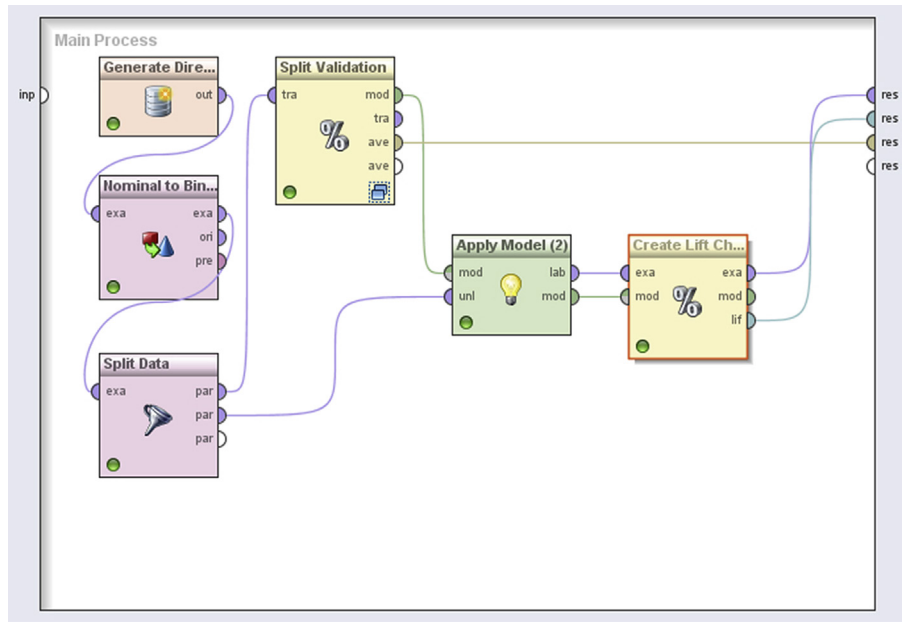 Main Process
inp
Generate Dire...
out
Nominal to Bin...
exa
exa
ori
pre
Split Data
exa
par
par
par
Split Validation
tra
mod
tra
ave
ave
%
Apply Model (2)
mod
lab
unl
mod
Create Lift Ch...
exa
exa
mod
mod
lif
%
res
res
res
res